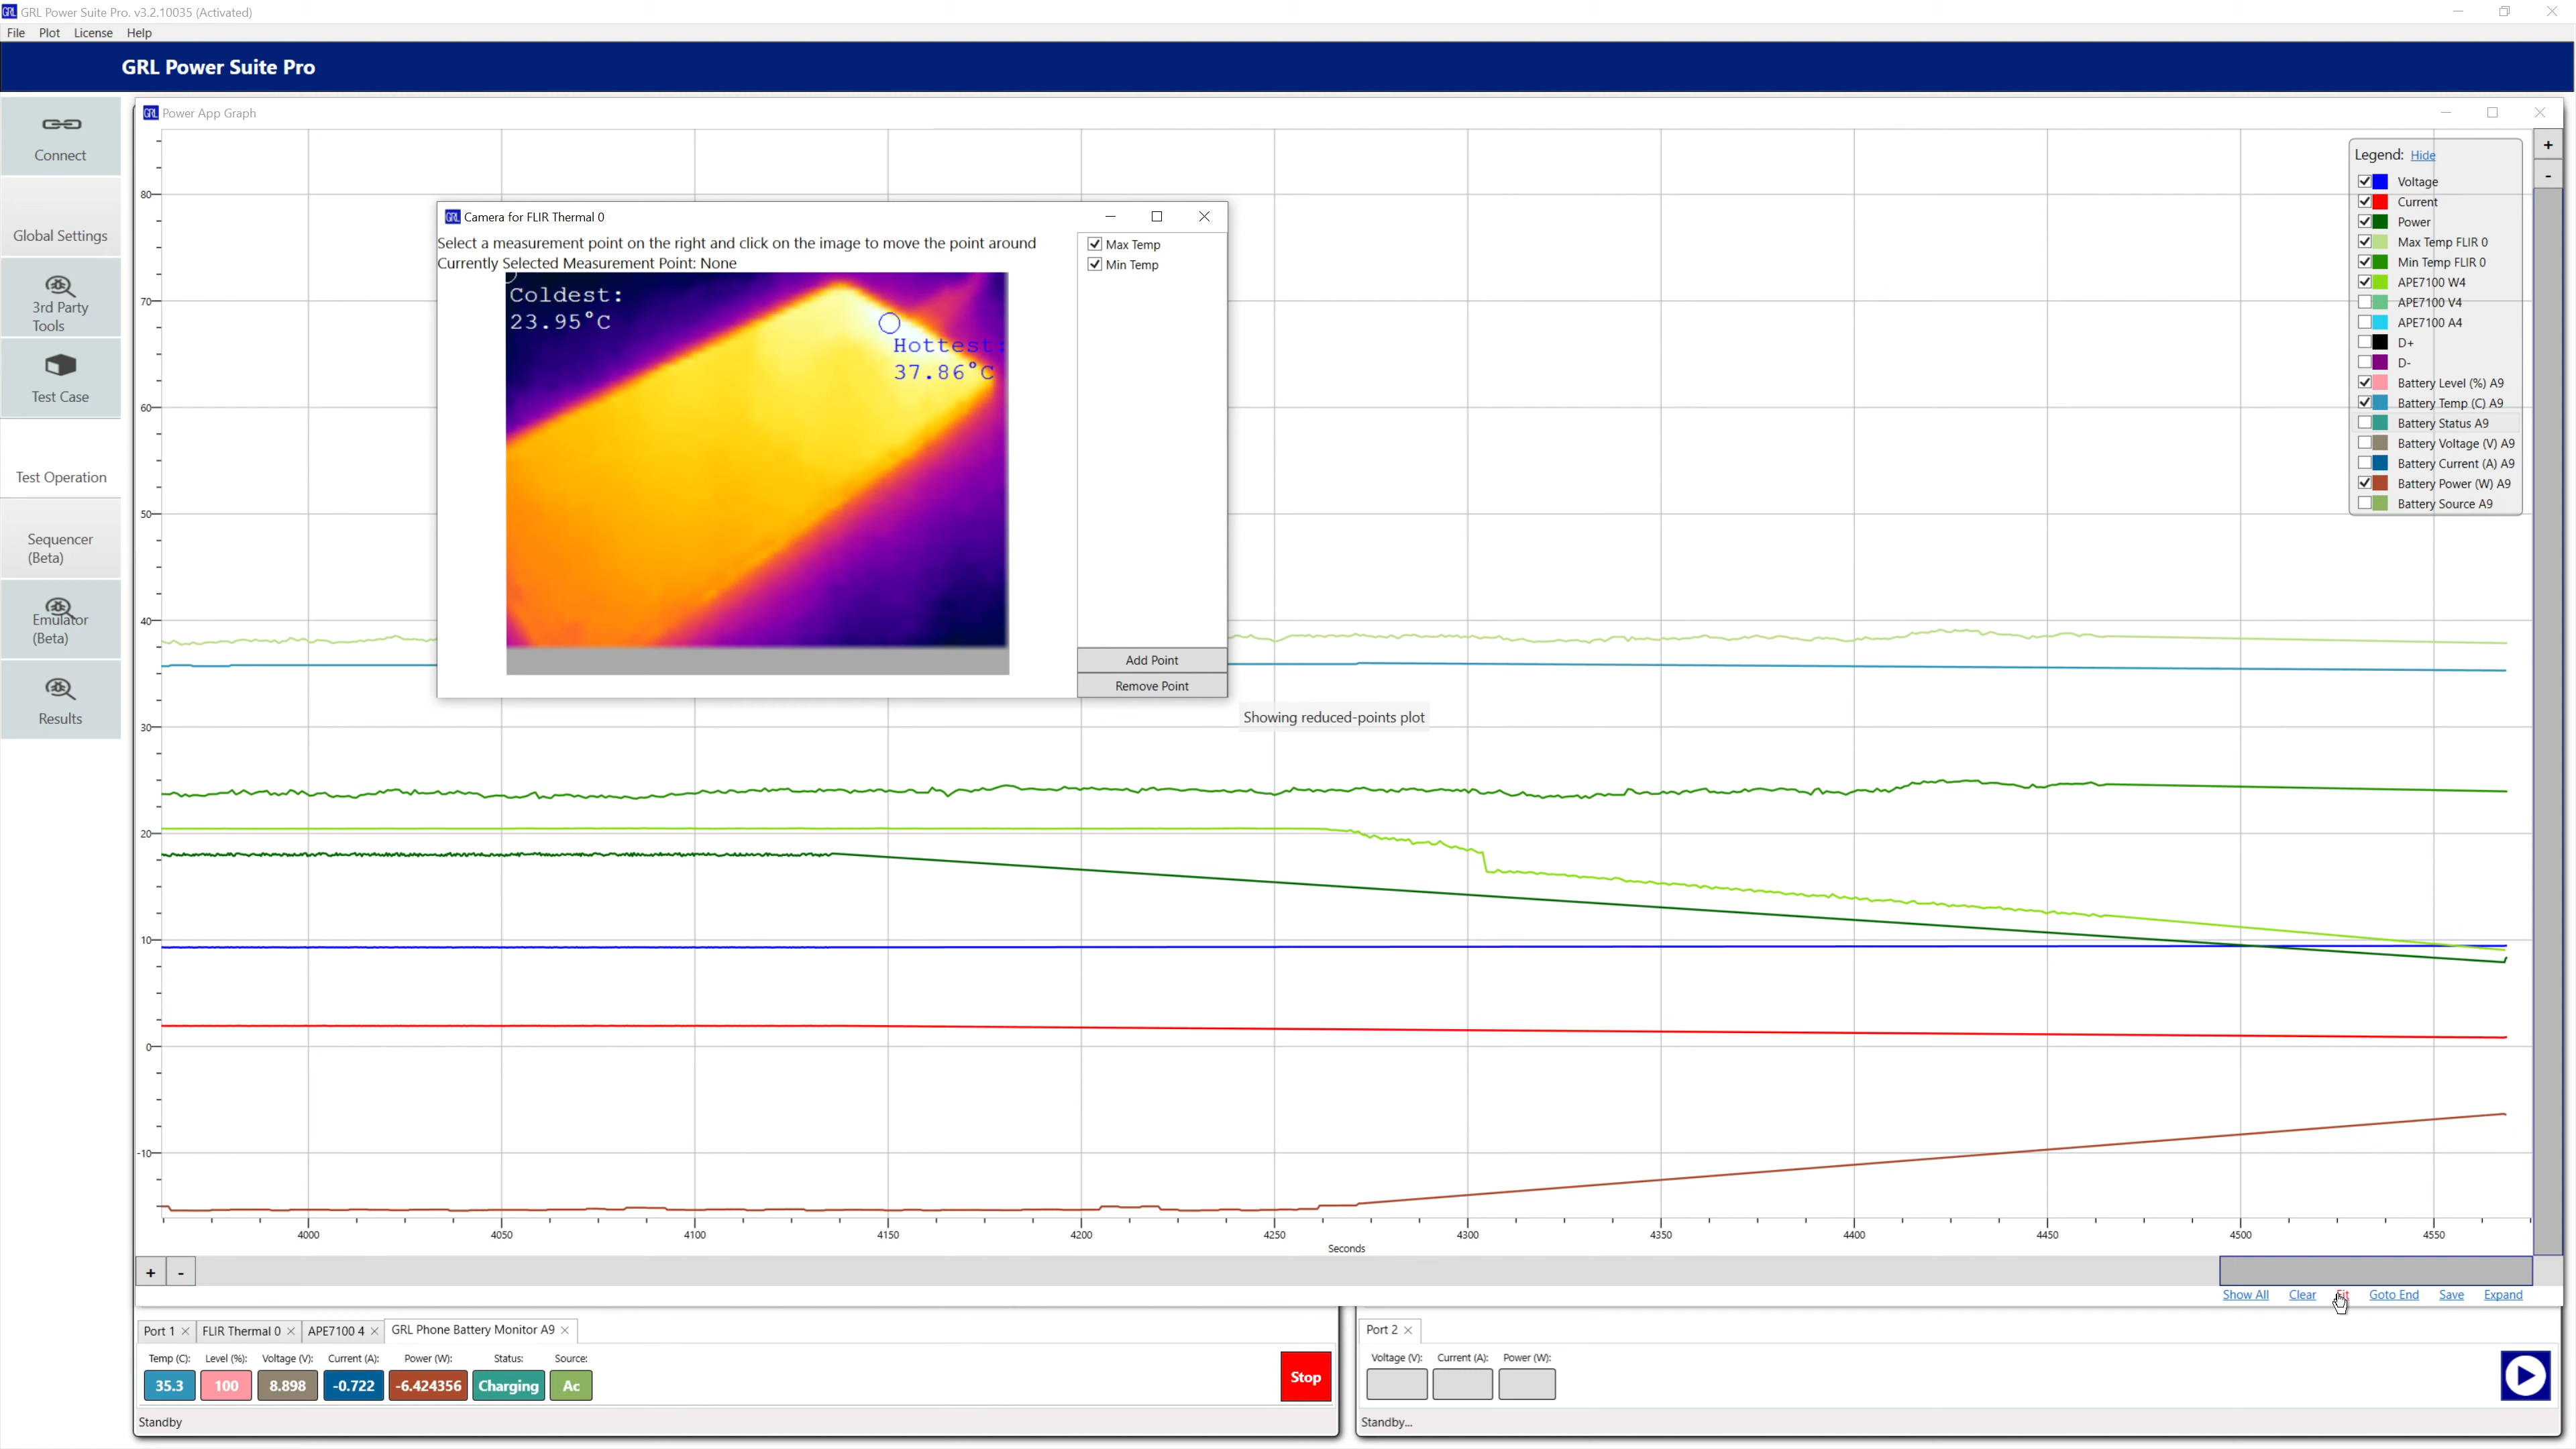 GRL Power Suite Pro. v3.2.10035 (Activated)
File Plot License Help
GRL Power Suite Pro
Connect
Global Settings
3rd Party
Tools
Test Case
Test Operation
Sequencer
(Beta)
Emulator
(Beta)
Results
GRL Power App Graph
80
70
60
50
40
30
20
10
0
-10
GRL Camera for FLIR Thermal 0
Select a measurement point on the right and click on the image to move the point around
Currently Selected Measurement Point: None
Coldest:
23.95°C
Hottest:
37.86°C
Max Temp
Min Temp
Add Point
Remove Point
Legend: Hide
Voltage
Current
Power
Max Temp FLIR 0
Min Temp FLIR 0
APE7100 W4
APE7100 V4
APE7100 A4
D+
D-
Battery Level (%) A9
Battery Temp (C) A9
Battery Status A9
Battery Voltage (V) A9
Battery Current (A) A9
Battery Power (W) A9
Battery Source A9
+
-
Showing reduced-points plot
4000 4050 4100 4150 4200 4250 4300 4350 4400 4450 4500 4550
Seconds
+ -
Show All Clear Fit Goto End Save Expand
Port 1 FLIR Thermal 0 APE7100 4 GRL Phone Battery Monitor A9
Temp (C): Level (%): Voltage (V): Current (A): Power (W): Status: Source:
35.3 100 8.898 -0.722 -6.424356 Charging Ac
Stop
Standby
Port 2
Voltage (V): Current (A): Power (W):
Standby...